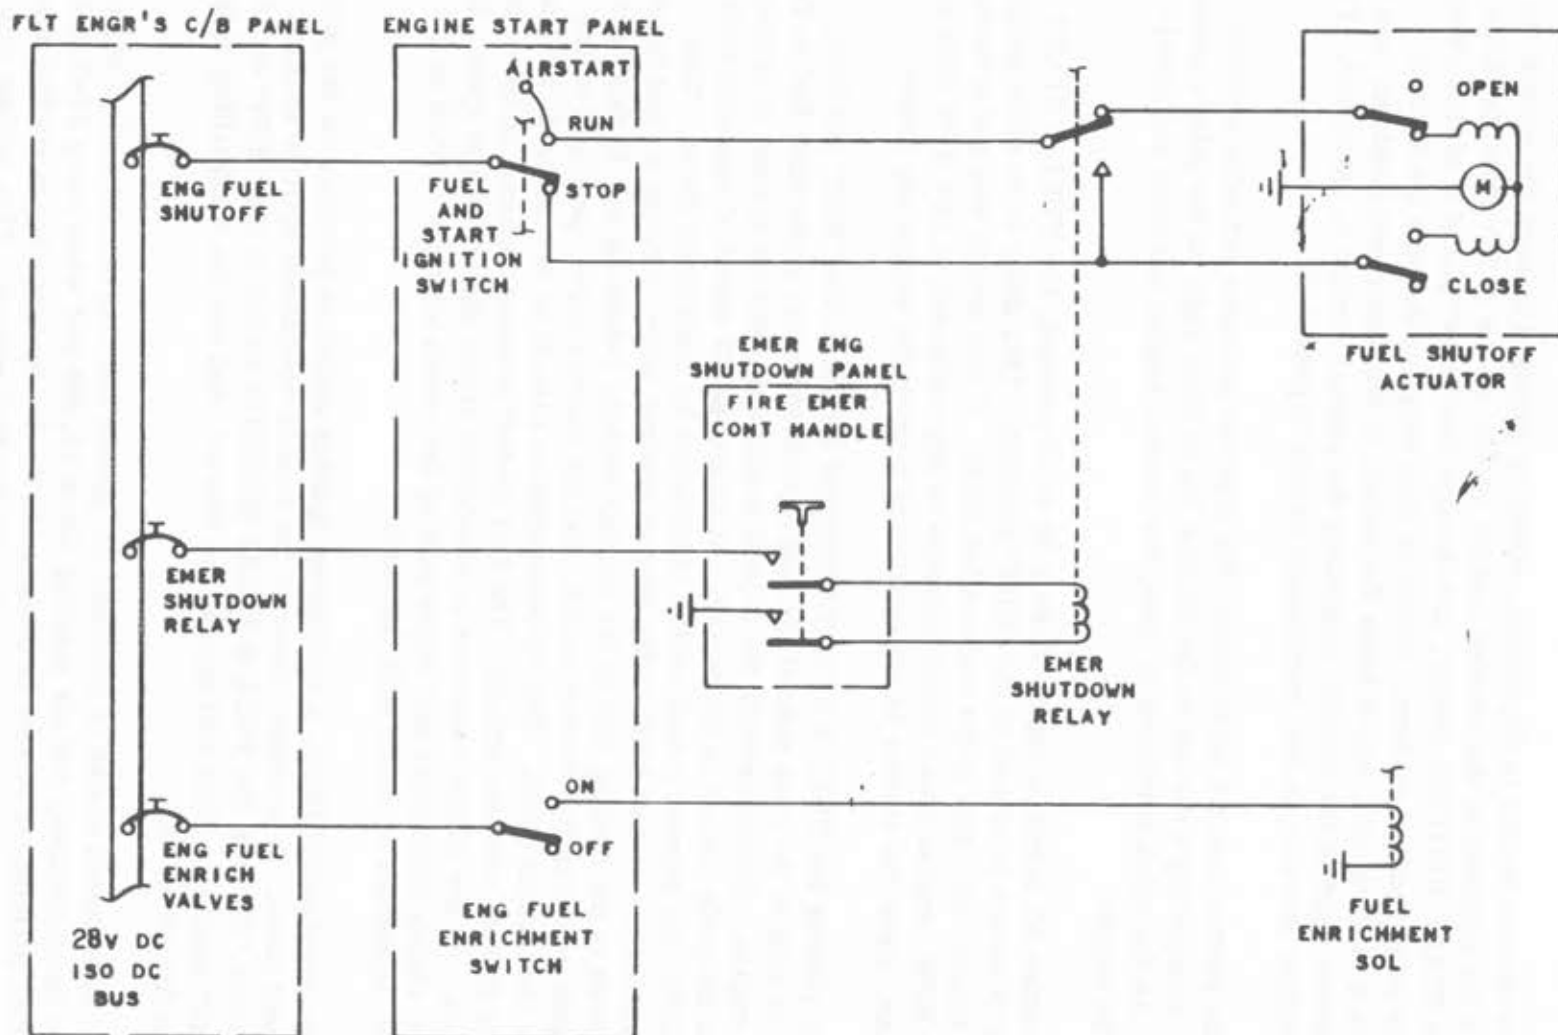 FLT ENGR'S C/B PANEL
ENGINE START PANEL
AIRSTART
RUN
STOP
ENG FUEL
SHUTOFF
FUEL
AND
START
IGNITION
SWITCH
OPEN
M
CLOSE
FUEL SHUTOFF
ACTUATOR
EMER ENG
SHUTDOWN PANEL
FIRE EMER
CONT HANDLE
EMER
SHUTDOWN
RELAY
EMER
SHUTDOWN
RELAY
ON
OFF
ENG FUEL
ENRICH
VALVES
ENG FUEL
ENRICHMENT
SWITCH
FUEL
ENRICHMENT
SOL
28V DC
ISO DC
BUS